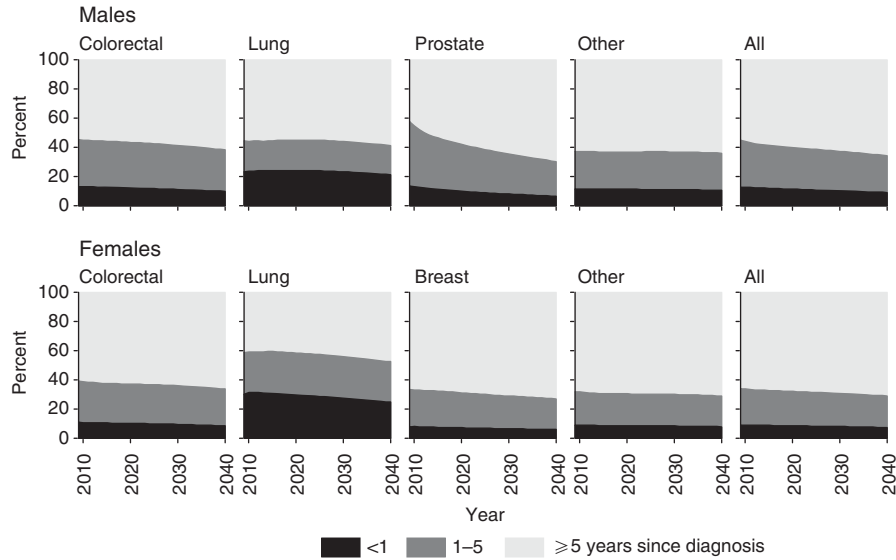 Males
Colorectal Lung Prostate Other All
Percent
100
80
60
40
20
0
Females
Colorectal Lung Breast Other All
Percent
100
80
60
40
20
0
2010 2020 2030 2040 2010 2020 2030 2040 2010 2020 2030 2040 2010 2020 2030 2040 2010 2020 2030 2040
Year
<1 1–5 ⩾5 years since diagnosis